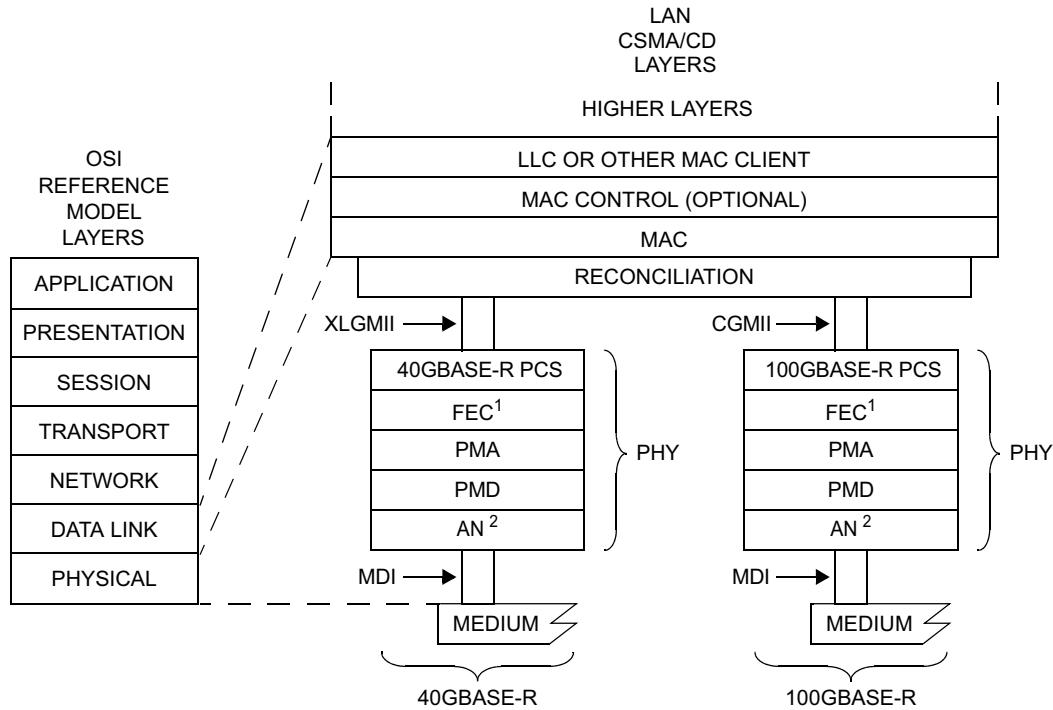 LAN
CSMA/CD
LAYERS
HIGHER LAYERS
LLC OR OTHER MAC CLIENT
MAC CONTROL (OPTIONAL)
MAC
RECONCILIATION
OSI
REFERENCE
MODEL
LAYERS
APPLICATION
PRESENTATION
SESSION
TRANSPORT
NETWORK
DATA LINK
PHYSICAL
XLGMII
40GBASE-R PCS
FEC1
PMA
PMD
AN 2
PHY
MDI
MEDIUM
40GBASE-R
CGMII
100GBASE-R PCS
FEC1
PMA
PMD
AN 2
PHY
MDI
MEDIUM
100GBASE-R